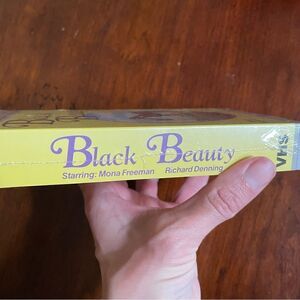 Black Beauty
Starring: Mona Freeman Richard Denning
VHS